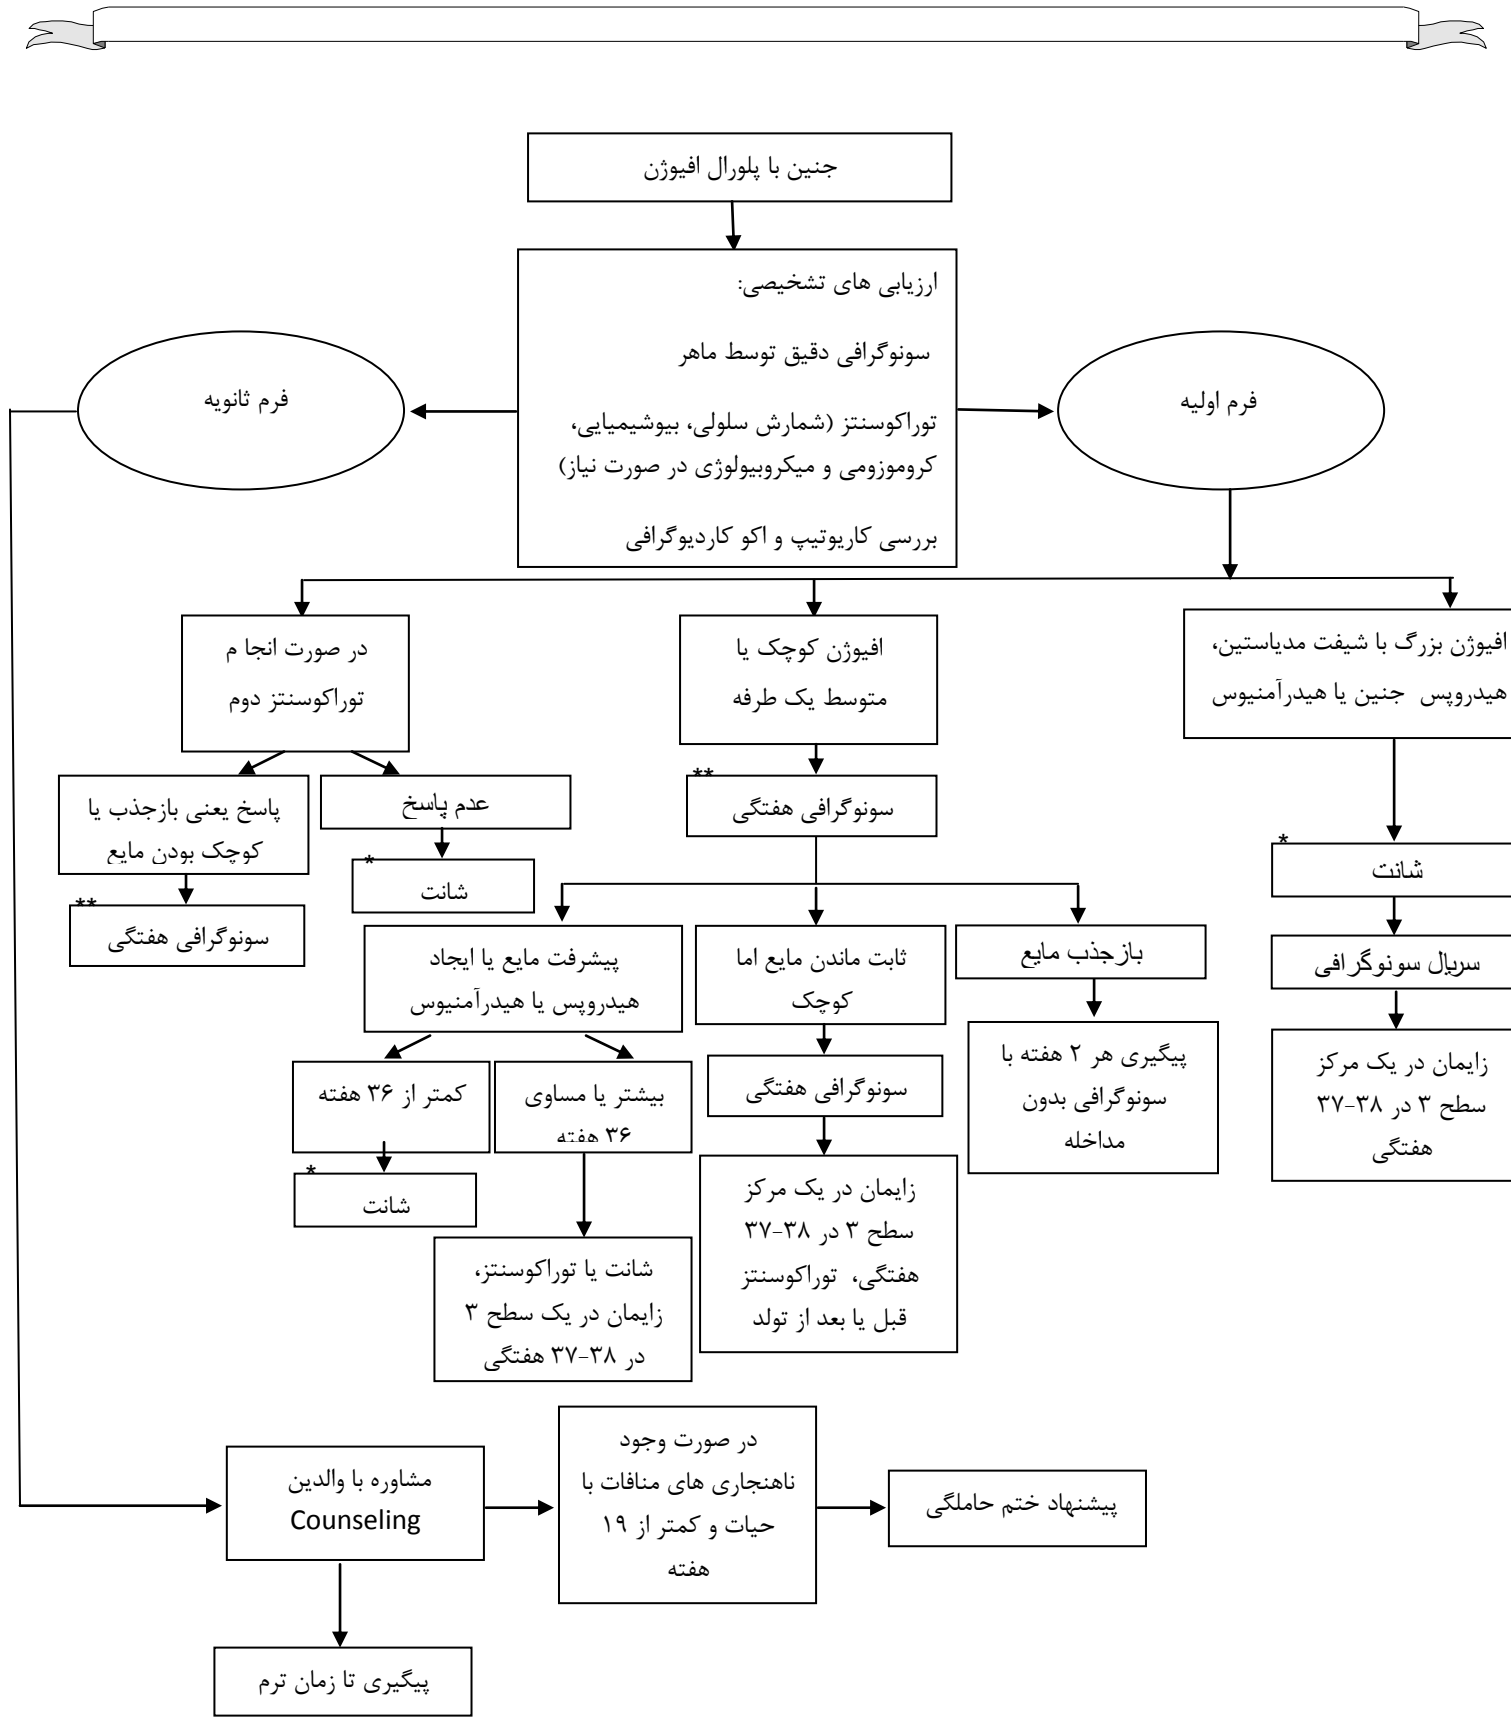 جنین با پلورال افیوژن
ارزیابی های تشخیصی:
سونوگرافی دقیق توسط ماهر
توراکوسنتز (شمارش سلولی، بیوشیمیایی،
کروموزومی و میکروبیولوژی در صورت نیاز)
بررسی کاریوتیپ و اکو کاردیوگرافی
فرم اولیه
فرم ثانویه
افیوژن بزرگ با شیفت مدیاستین،
هیدروپس جنین یا هیدرآمنیوس
*
شانت
سریال سونوگرافی
زایمان در یک مرکز
سطح ۳ در ۳۸-۳۷
هفتگی
افیوژن کوچک یا
متوسط یک طرفه
**
سونوگرافی هفتگی
بازجذب مایع
پیگیری هر ۲ هفته با
سونوگرافی بدون
مداخله
ثابت ماندن مایع اما
کوچک
سونوگرافی هفتگی
زایمان در یک مرکز
سطح ۳ در ۳۸-۳۷
هفتگی، توراکوسنتز
قبل یا بعد از تولد
پیشرفت مایع یا ایجاد
هیدروپس یا هیدرآمنیوس
بیشتر یا مساوی
۳۶ هفته
شانت یا توراکوسنتز،
زایمان در یک سطح ۳
در ۳۸-۳۷ هفتگی
کمتر از ۳۶ هفته
*
شانت
در صورت انجا م
توراکوسنتز دوم
عدم پاسخ
*
شانت
پاسخ یعنی بازجذب یا
کوچک بودن مایع
**
سونوگرافی هفتگی
مشاوره با والدین
Counseling
در صورت وجود
ناهنجاری های منافات با
حیات و کمتر از ۱۹
هفته
پیشنهاد ختم حاملگی
پیگیری تا زمان ترم